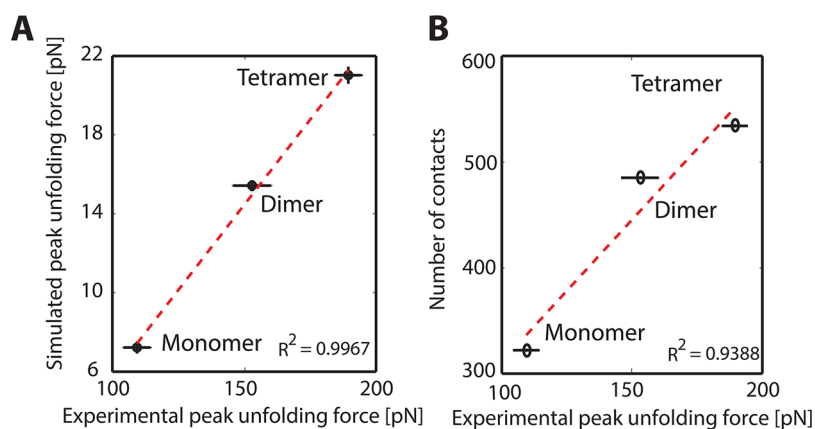 A
Simulated peak unfolding force [pN]
22
18
14
10
6
Tetramer
Dimer
Monomer
R² = 0.9967
100
150
200
Experimental peak unfolding force [pN]
B
Number of contacts
600
500
400
300
Tetramer
Dimer
Monomer
R² = 0.9388
100
150
200
Experimental peak unfolding force [pN]